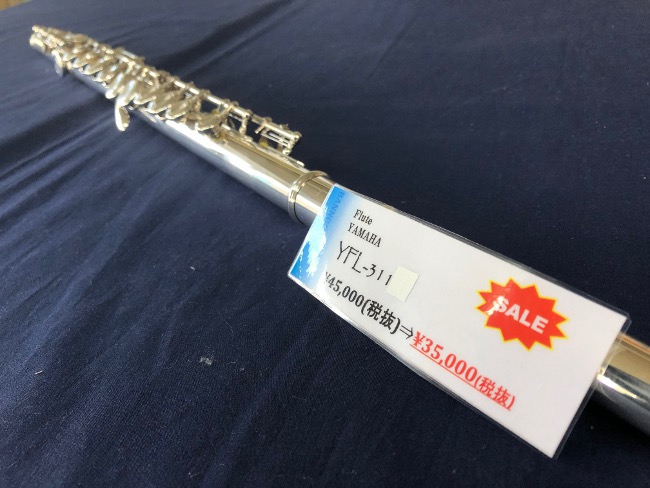 Flute
YAMAHA
YFL-311
¥45,000(税抜)⇒¥35,000(税抜)
SALE